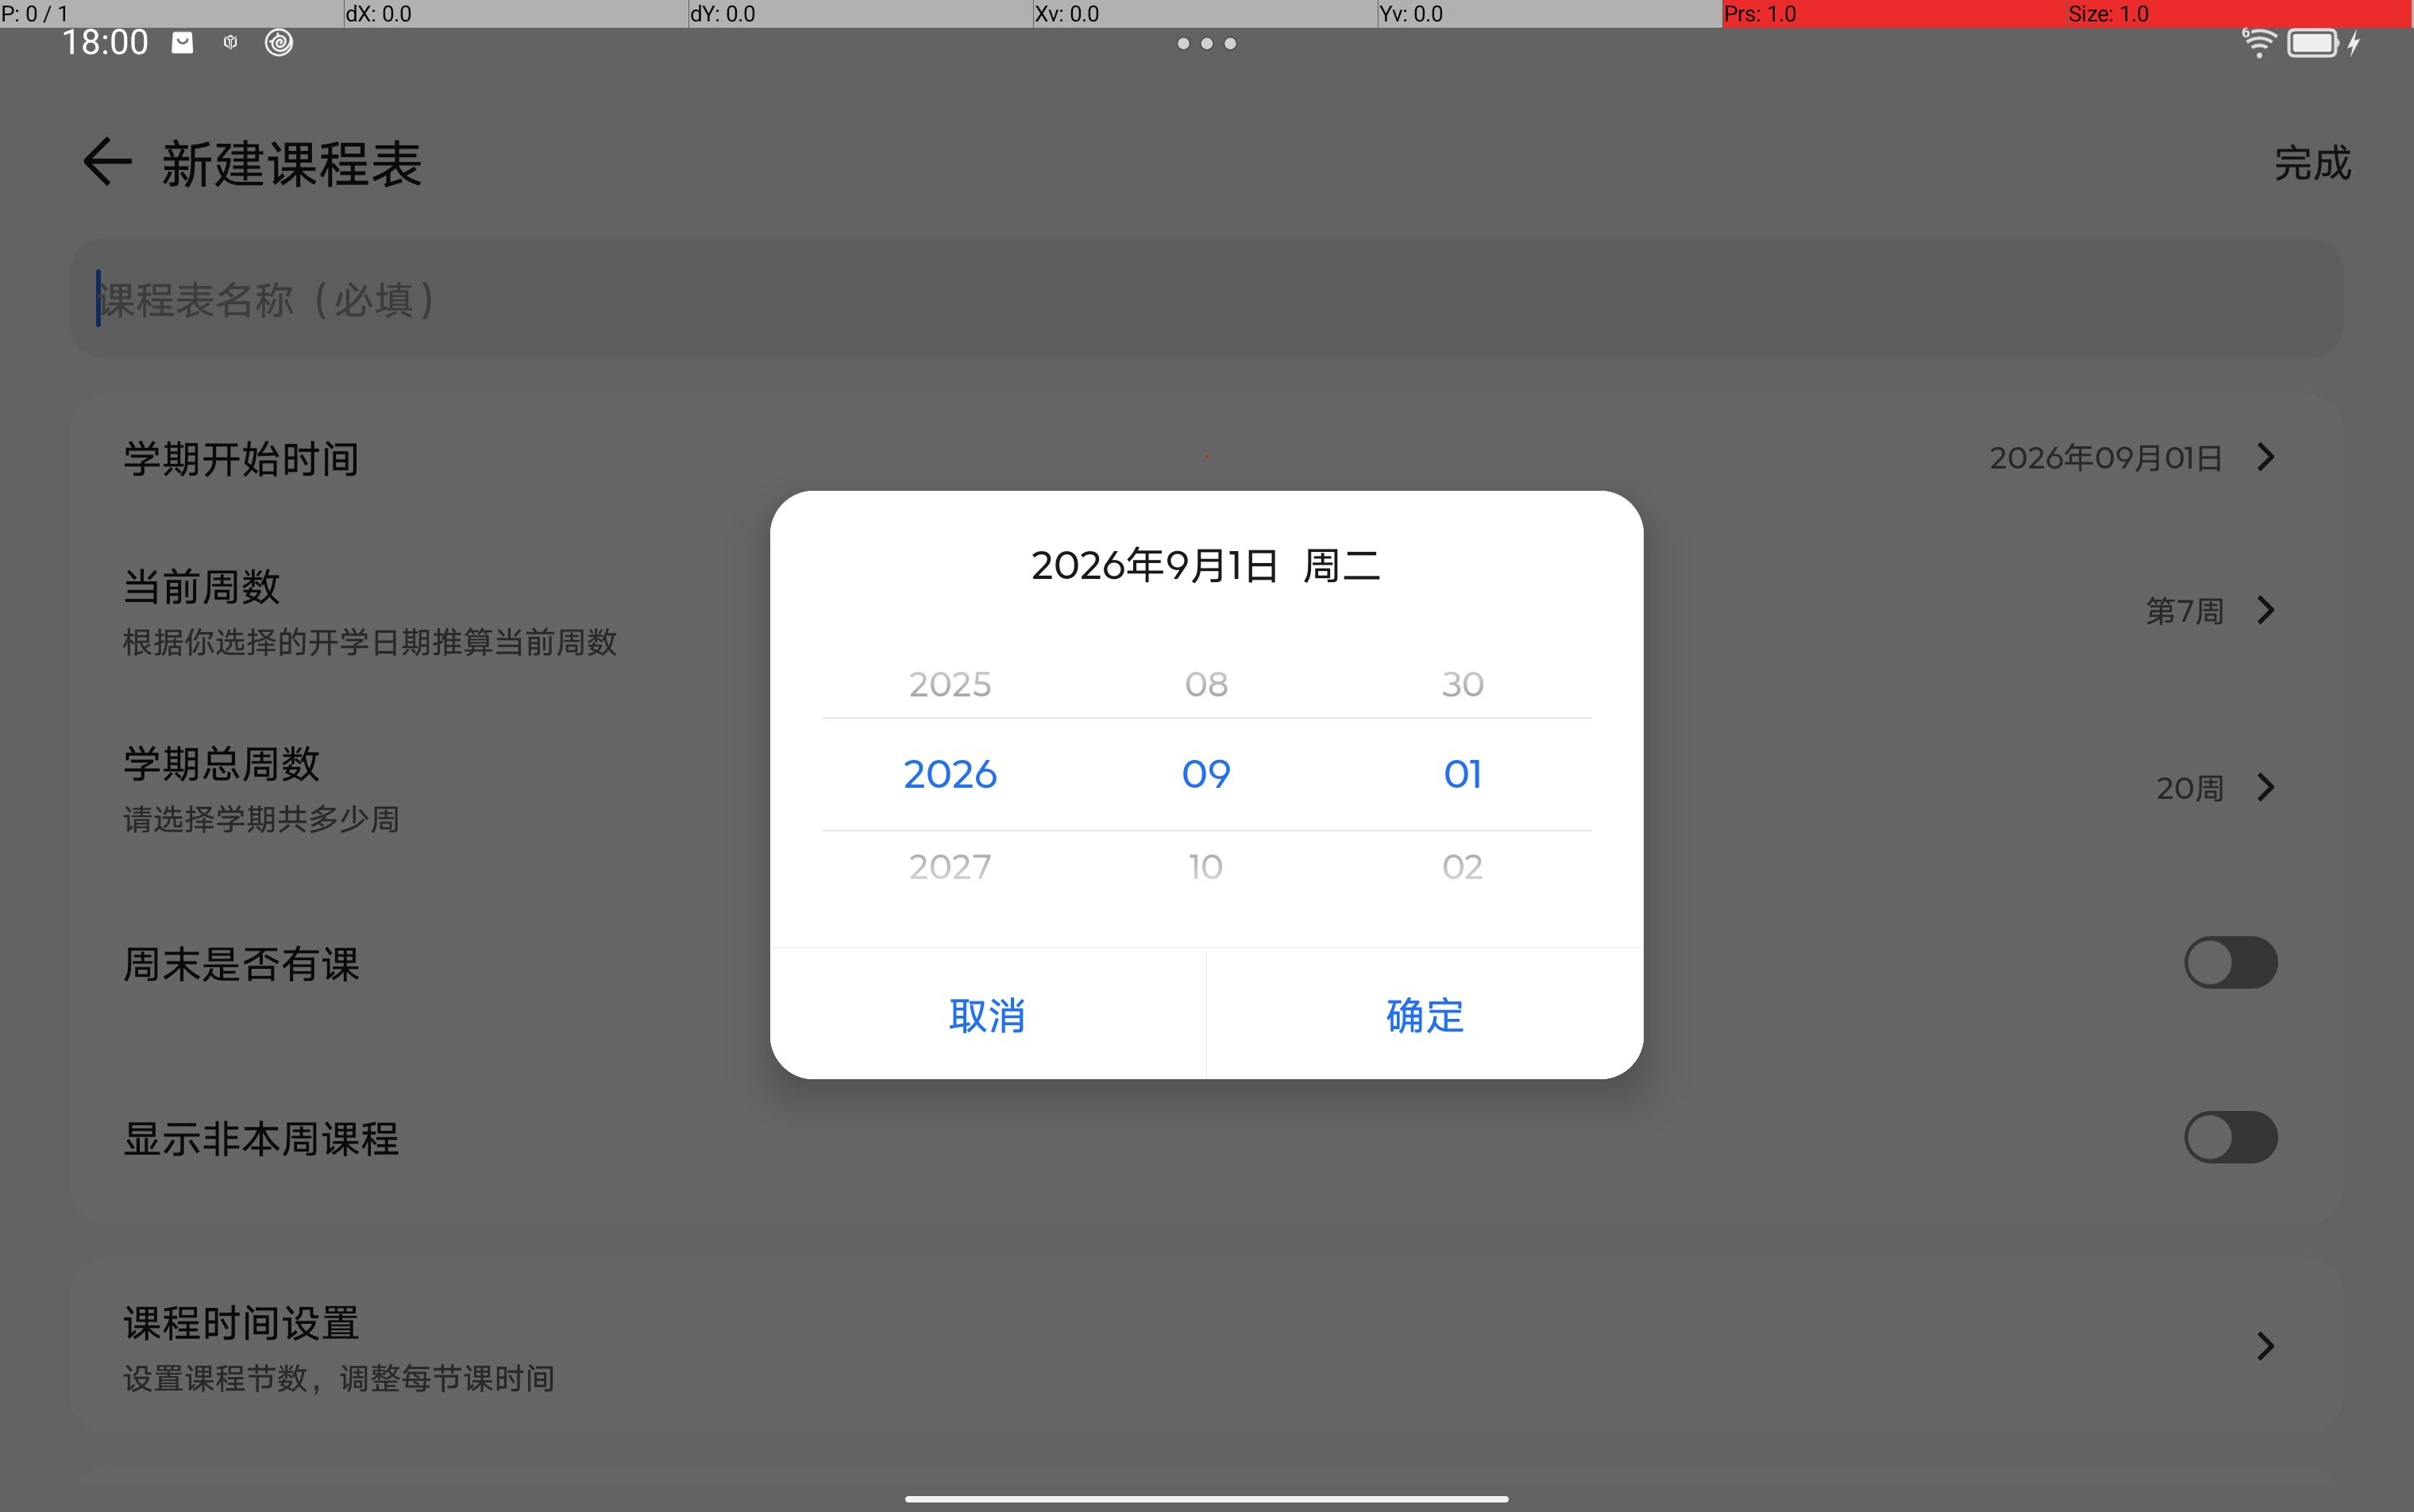 P: 0 / 1 dX: 0.0 dY: 0.0 Xv: 0.0 Yv: 0.0 Prs: 1.0 Size: 1.0
18:00 6
新建课程表 完成
课程表名称（必填）
学期开始时间 2026年09月01日
当前周数
根据你选择的开学日期推算当前周数 第7周
学期总周数
请选择学期共多少周 20周
周末是否有课
显示非本周课程
课程时间设置
设置课程节数，调整每节课时间
2026年9月1日 周二
2025 08 30
2026 09 01
2027 10 02
取消 确定